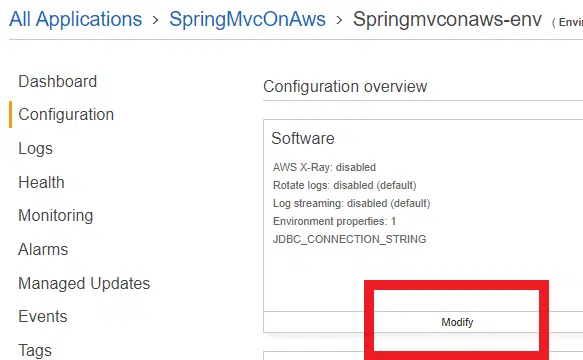 All Applications > SpringMvcOnAws > Springmvconaws-env ( Envir
Dashboard
Configuration
Logs
Health
Monitoring
Alarms
Managed Updates
Events
Tags
Configuration overview
Software
AWS X-Ray: disabled
Rotate logs: disabled (default)
Log streaming: disabled (default)
Environment properties: 1
JDBC_CONNECTION_STRING
Modify